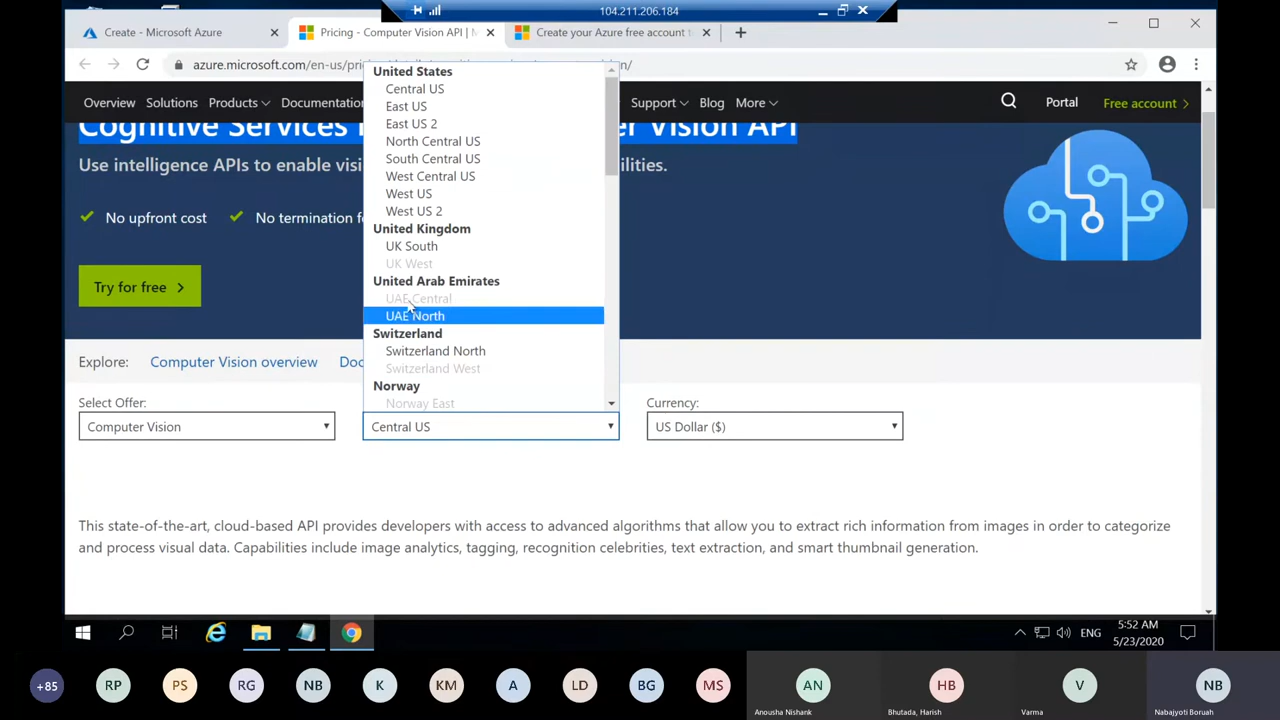 104.211.206.184
Create - Microsoft Azure
Pricing - Computer Vision API | M
Create your Azure free account to
azure.microsoft.com/en-us/pri
Overview Solutions Products Documentation Support Blog More Portal Free account
Cognitive Services Vision API
Use intelligence APIs to enable visi
No upfront cost No termination fe
Try for free
United States
Central US
East US
East US 2
North Central US
South Central US
West Central US
West US
West US 2
United Kingdom
UK South
UK West
United Arab Emirates
UAE Central
UAE North
Switzerland
Switzerland North
Switzerland West
Norway
Norway East
Explore: Computer Vision overview Doc
Select Offer: Currency:
Computer Vision Central US US Dollar ($)
This state-of-the-art, cloud-based API provides developers with access to advanced algorithms that allow you to extract rich information from images in order to categorize
and process visual data. Capabilities include image analytics, tagging, recognition celebrities, text extraction, and smart thumbnail generation.
ENG 5:52 AM
5/23/2020
+85 RP PS RG NB K KM A LD BG MS AN HB V NB
Anousha Nishank Bhutada, Harish Varma Nabajyoti Boruah